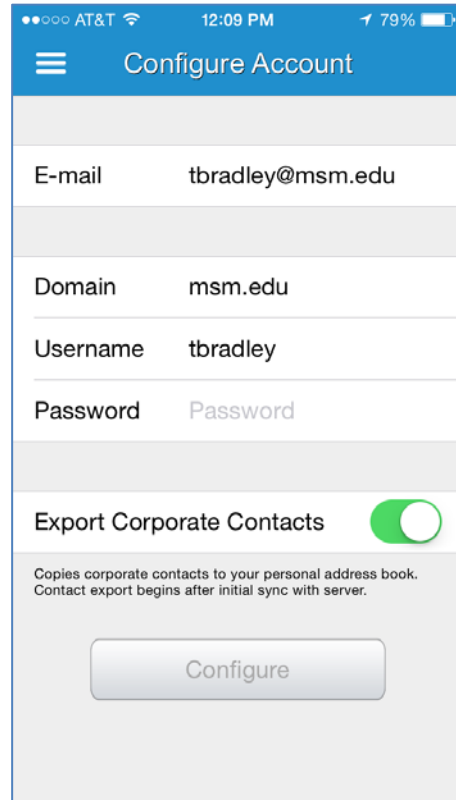 AT&T 12:09 PM 79%
Configure Account
E-mail tbradley@msm.edu
Domain msm.edu
Username tbradley
Password Password
Export Corporate Contacts
Copies corporate contacts to your personal address book.
Contact export begins after initial sync with server.
Configure